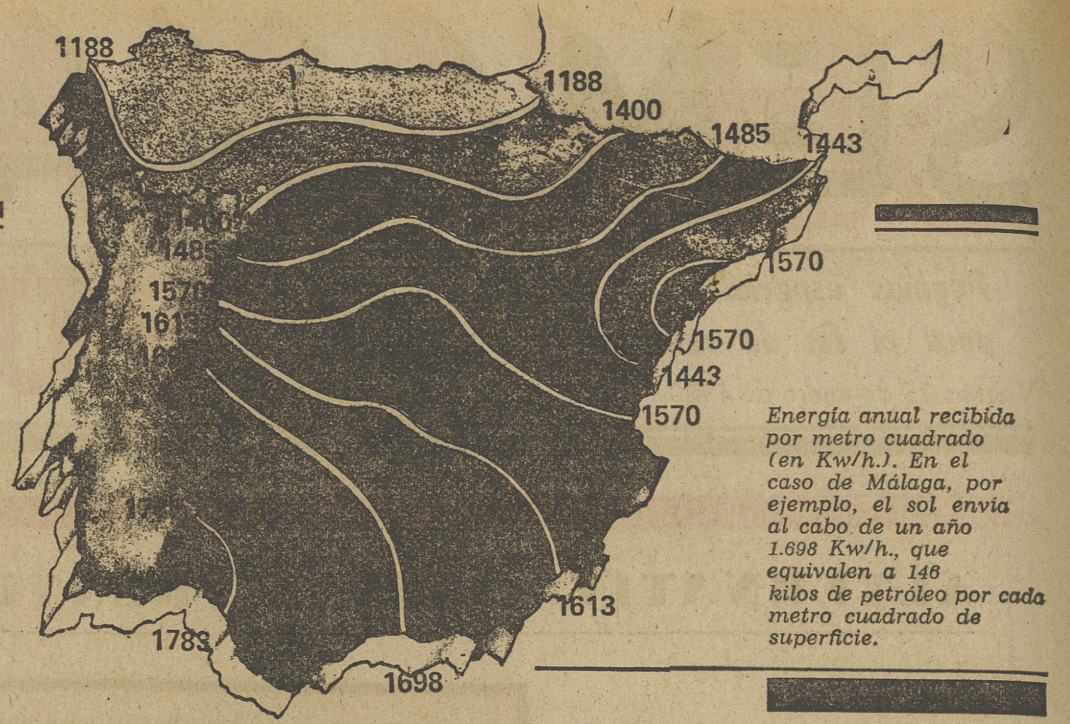 1188
1188
1400
1485
1443
1400
1485
1570
1570
1613
1570
1443
1570
Energía anual recibida
por metro cuadrado
(en Kw/h.). En el
caso de Málaga, por
ejemplo, el sol envía
al cabo de un año
1.698 Kw/h., que
equivalen a 146
kilos de petróleo por cada
metro cuadrado de
superficie.
1613
1783
1698